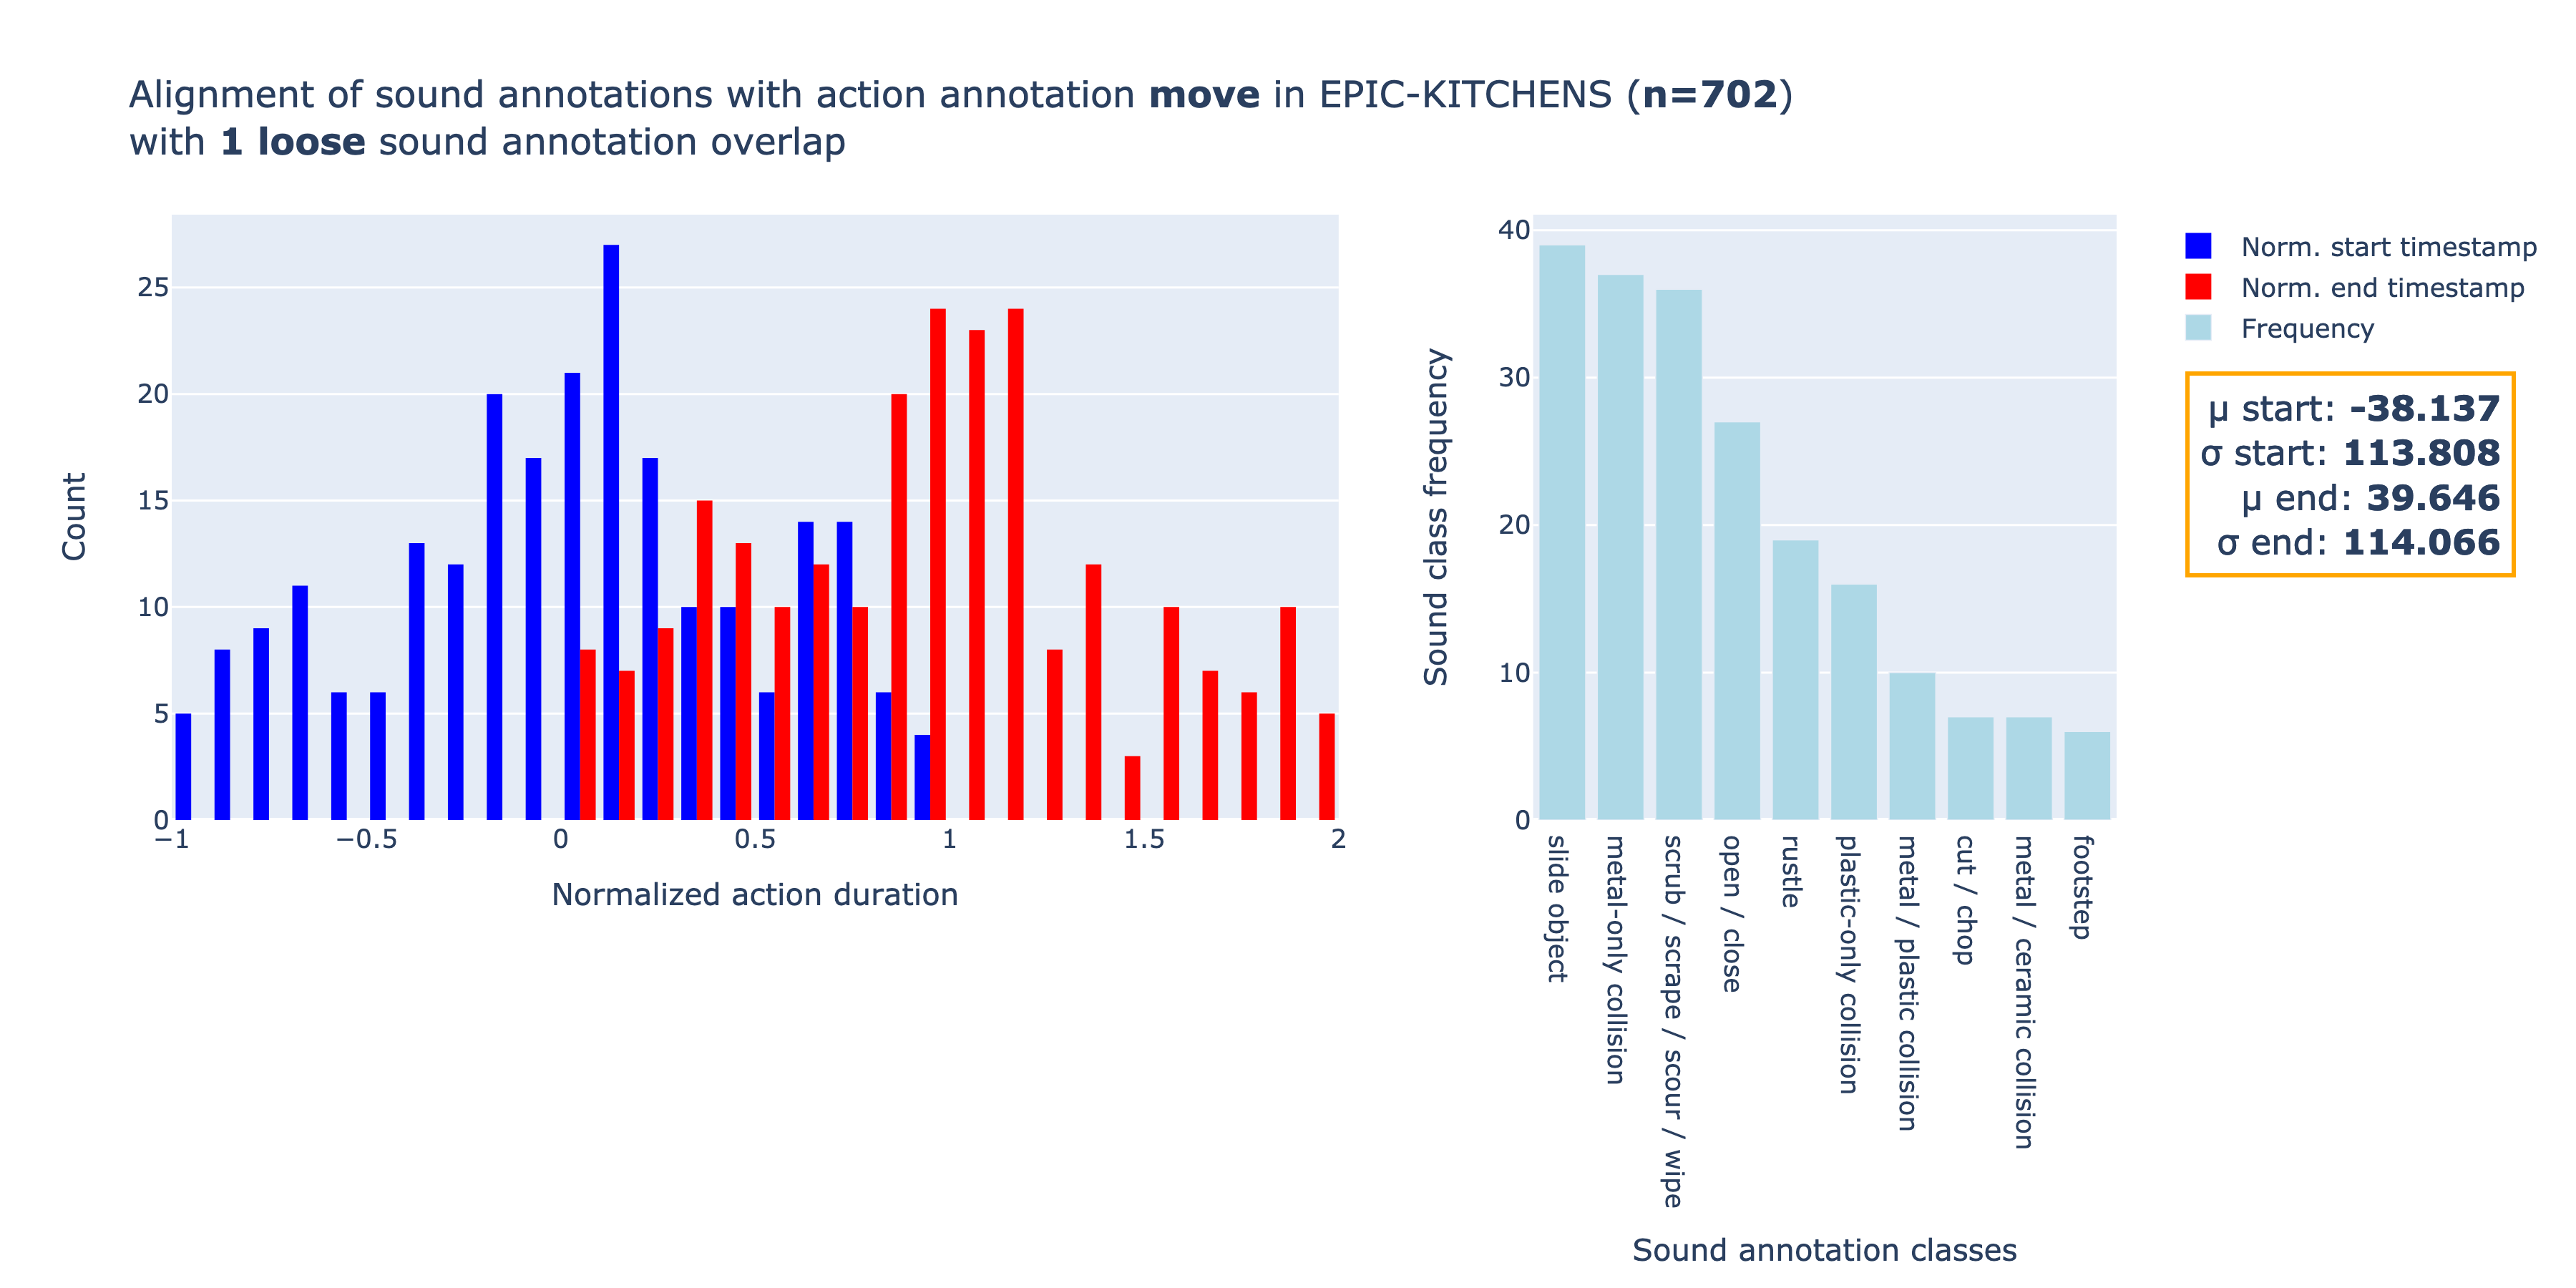 Alignment of sound annotations with action annotation move in EPIC-KITCHENS (n=702)
with 1 loose sound annotation overlap
25
20
15
10
5
0
Count
−1
−0.5
0
0.5
1
1.5
2
Normalized action duration
40
30
20
10
0
Sound class frequency
slide object
metal-only collision
scrub / scrape / scour / wipe
open / close
rustle
plastic-only collision
metal / plastic collision
cut / chop
metal / ceramic collision
footstep
Sound annotation classes
Norm. start timestamp
Norm. end timestamp
Frequency
μ start: -38.137
σ start: 113.808
μ end: 39.646
σ end: 114.066